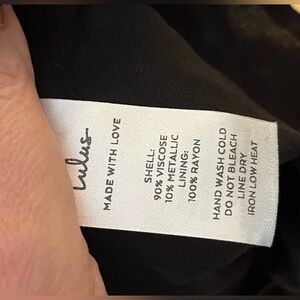 Lulus
MADE WITH LOVE
SHELL:
90% VISCOSE
10% METALLIC
LINING:
100% RAYON
HAND WASH COLD
DO NOT BLEACH
LINE DRY
IRON LOW HEAT